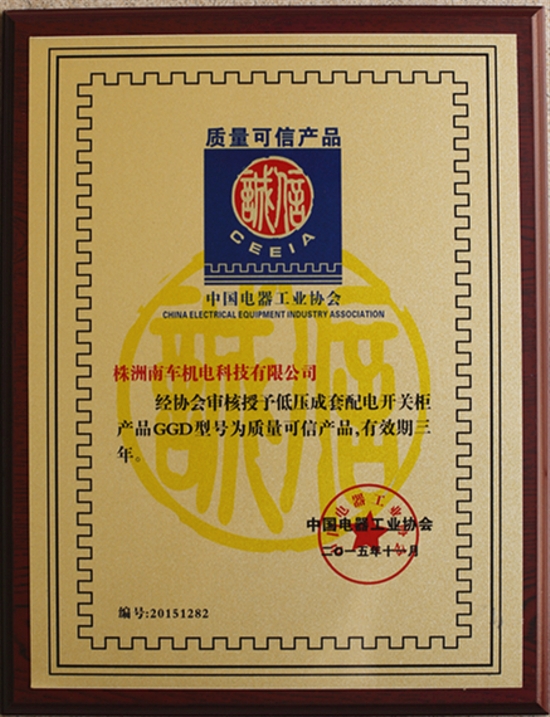 质量可信产品
誠信
CEEIA
中国电器工业协会
CHINA ELECTRICAL EQUIPMENT INDUSTRY ASSOCIATION
株洲南车机电科技有限公司
经协会审核授予低压成套配电开关柜
产品GGD型号为质量可信产品,有效期三
年。
中国电器工业协会
二〇一五年十一月
编号:20151282